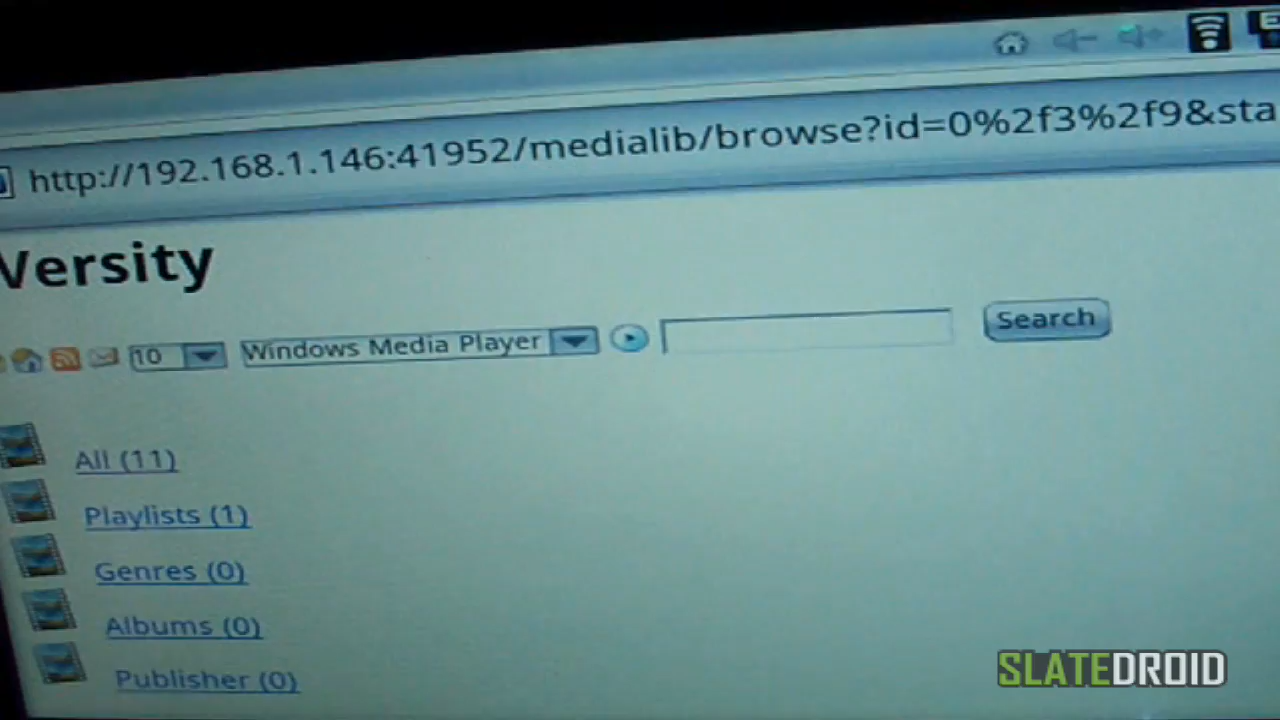 http://192.168.1.146:41952/medialib/browse?id=0%2f3%2f9&sta
Versity
10 Windows Media Player Search
All (11)
Playlists (1)
Genres (0)
Albums (0)
Publisher (0)
SLATEDROID